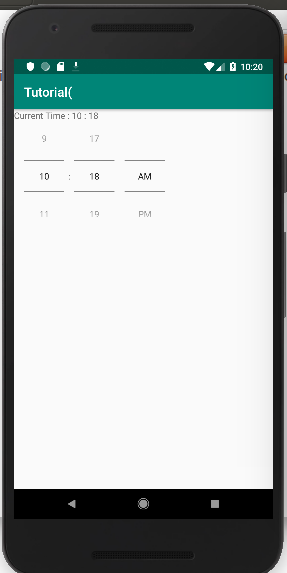 10:20
Tutorial(
Current Time : 10 : 18
9 17
10 : 18 AM
11 19 PM